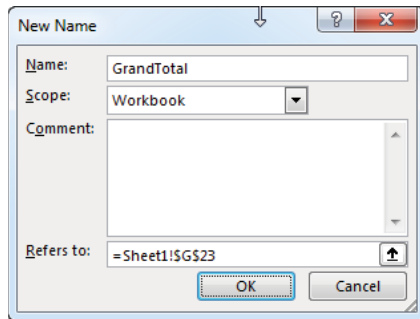 New Name
Name: GrandTotal
Scope: Workbook
Comment:
Refers to: =Sheet1!$G$23
OK Cancel